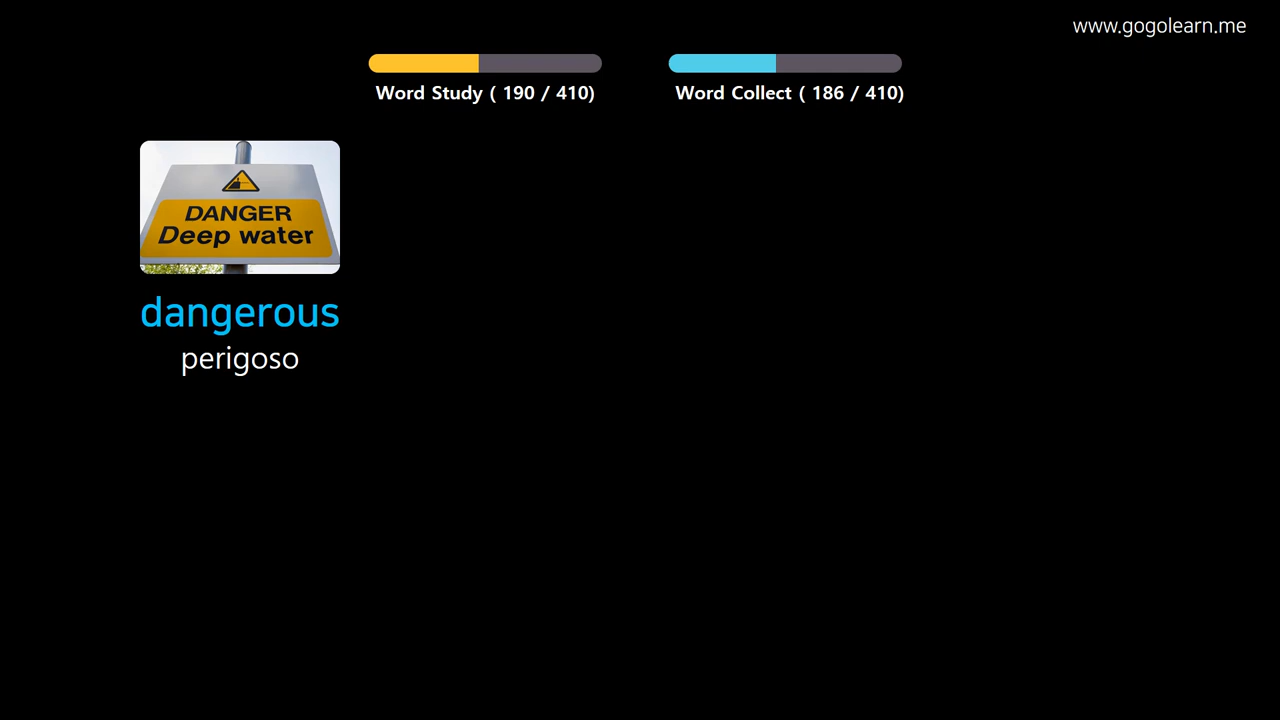 www.gogolearn.me
Word Study ( 190 / 410)
Word Collect ( 186 / 410)
DANGER
Deep water
dangerous
perigoso